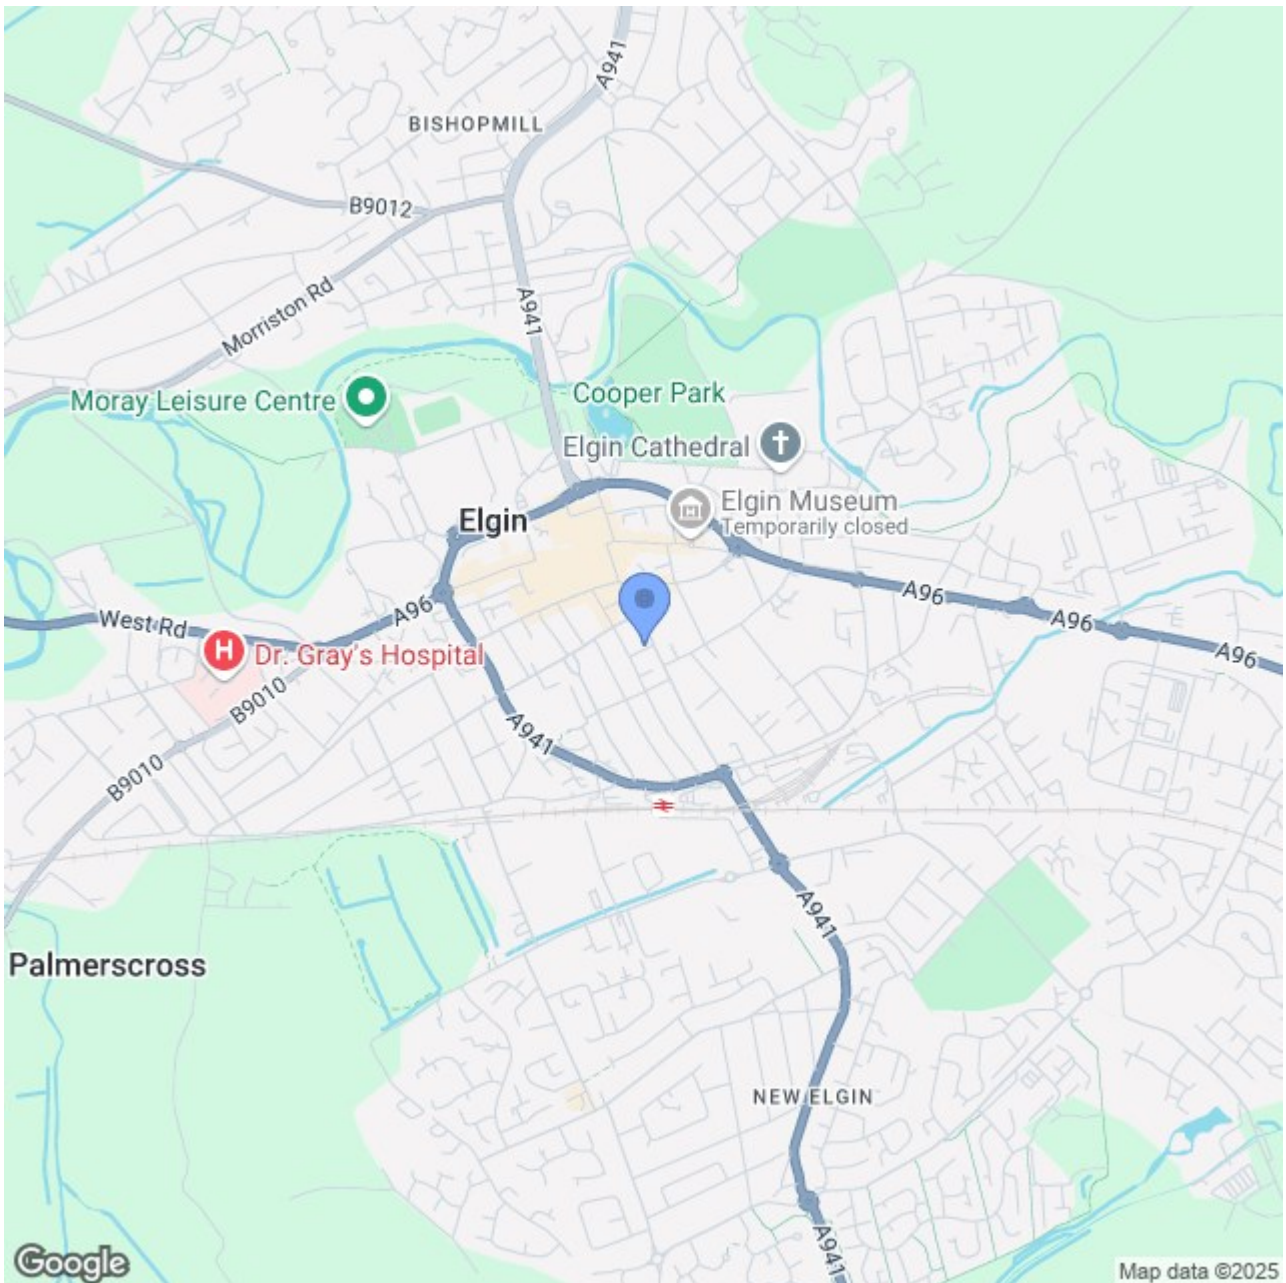 A941
BISHOPMILL
B9012
A941
Morriston Rd
Moray Leisure Centre
Cooper Park
Elgin Cathedral
Elgin Museum
Temporarily closed
Elgin
A96
A96
A96
A96
West Rd
Dr. Gray's Hospital
B9010
B9010
A941
A941
Palmerscross
NEW ELGIN
A941
Google
Map data ©2025